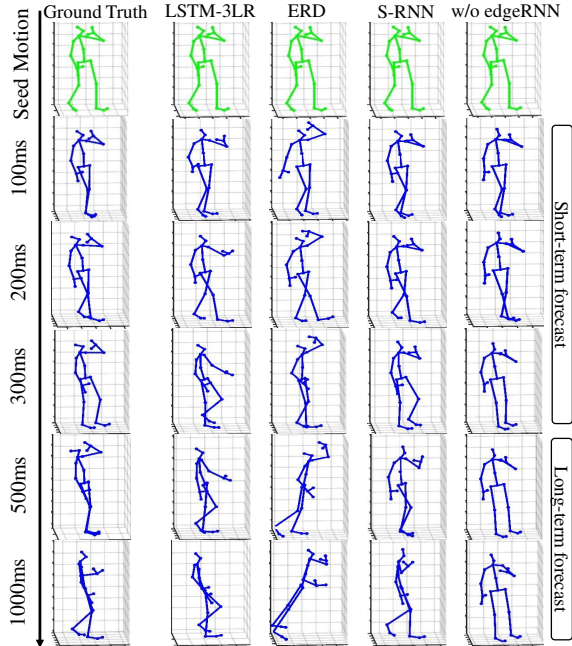 Ground Truth LSTM-3LR ERD S-RNN w/o edgeRNN
Seed Motion
100ms
200ms
300ms
500ms
1000ms
Short-term forecast
Long-term forecast